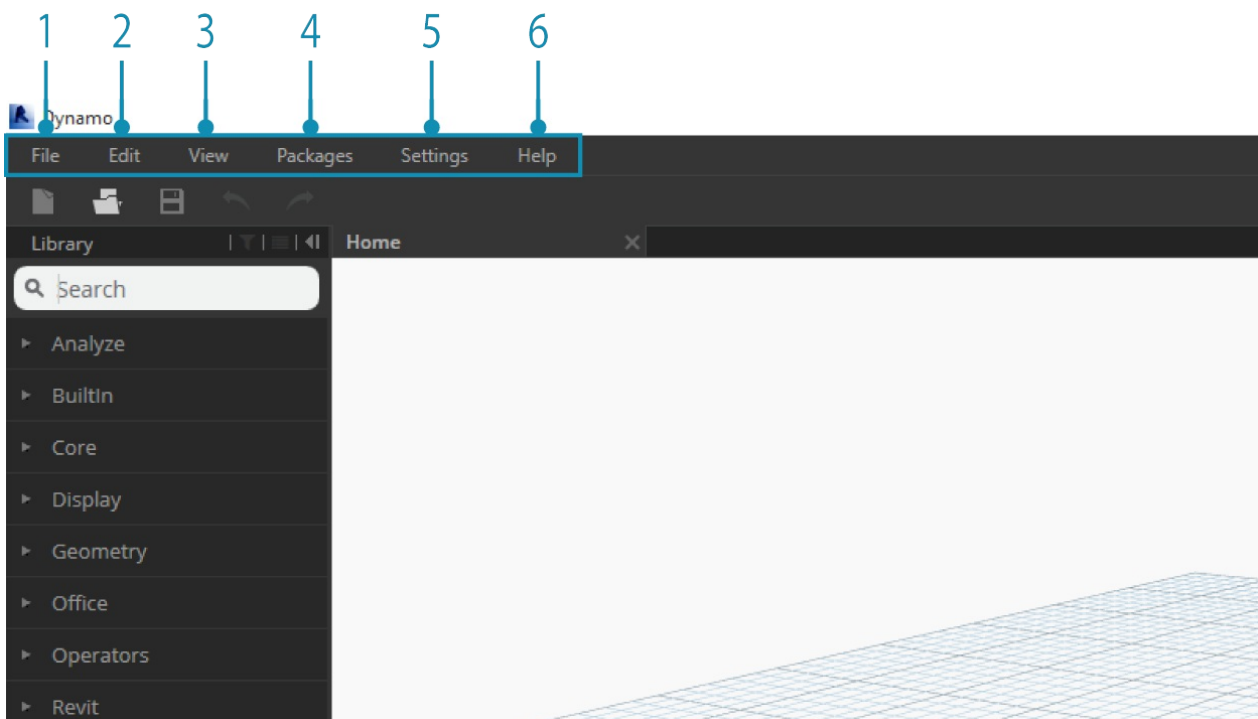 1 2 3 4 5 6
Dynamo
File Edit View Packages Settings Help
Library Home
Search
Analyze
BuiltIn
Core
Display
Geometry
Office
Operators
Revit